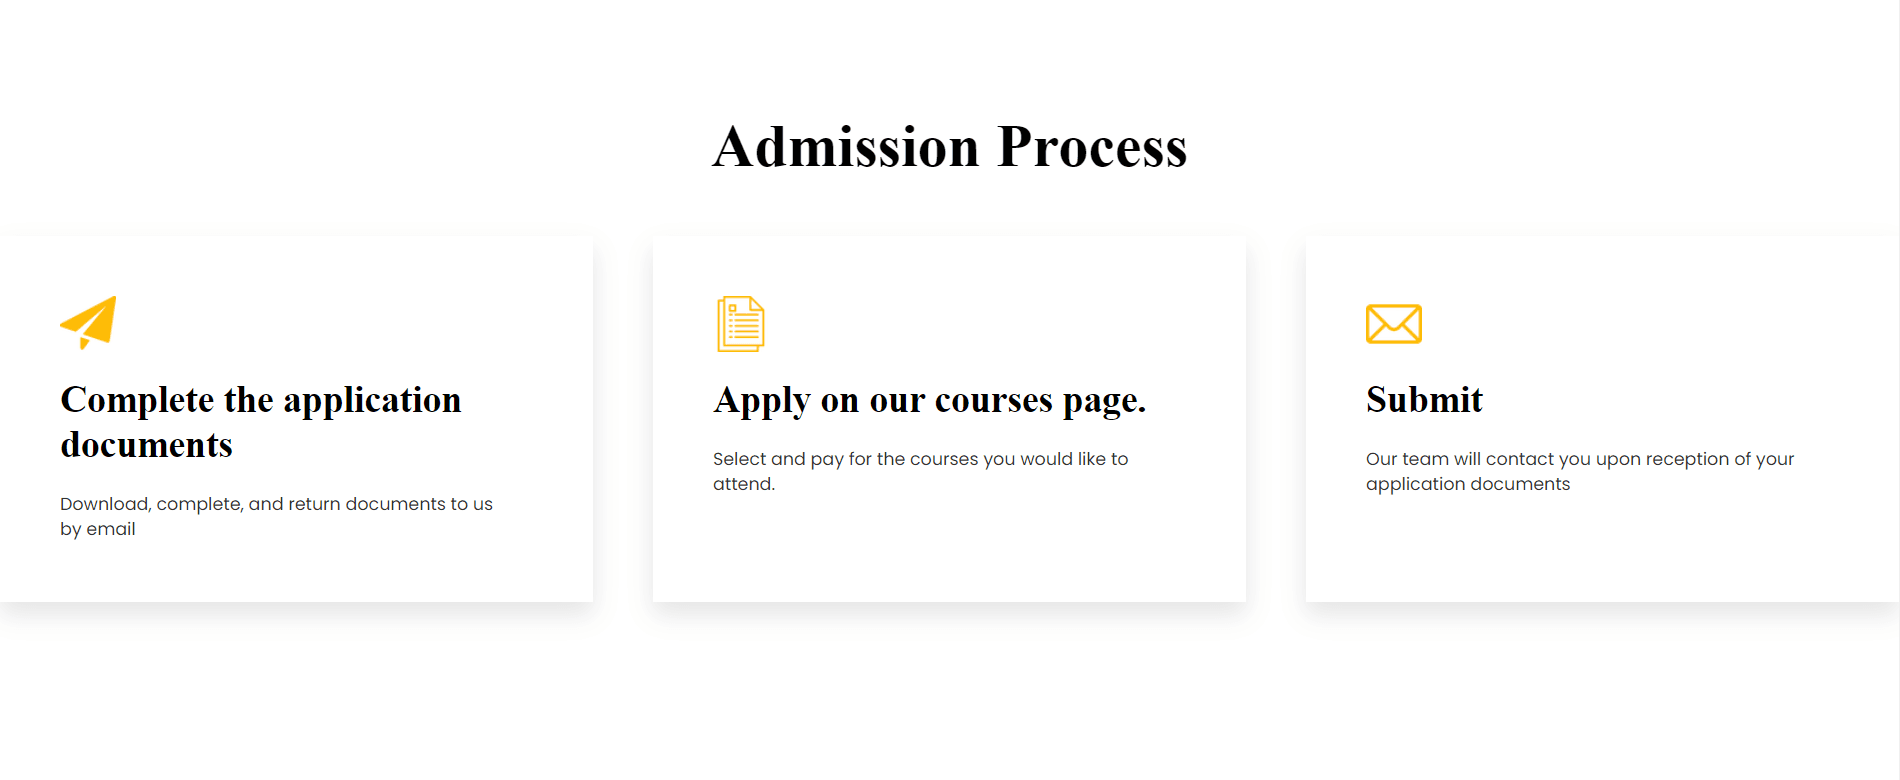 Admission Process
Complete the application
documents
Download, complete, and return documents to us
by email
Apply on our courses page.
Select and pay for the courses you would like to
attend.
Submit
Our team will contact you upon reception of your
application documents